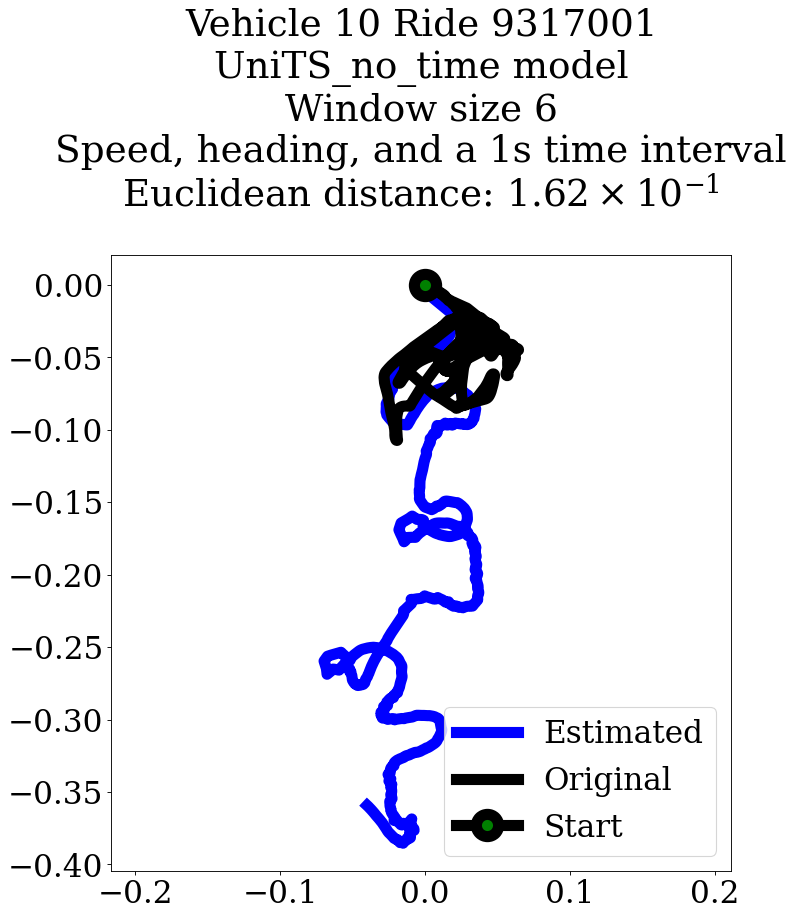 Vehicle 10 Ride 9317001
UniTS_no_time model
Window size 6
Speed, heading, and a 1s time interval
Euclidean distance: 1.62 × 10⁻¹
0.00
−0.05
−0.10
−0.15
−0.20
−0.25
−0.30
−0.35
−0.40
Estimated
Original
Start
−0.2
−0.1
0.0
0.1
0.2